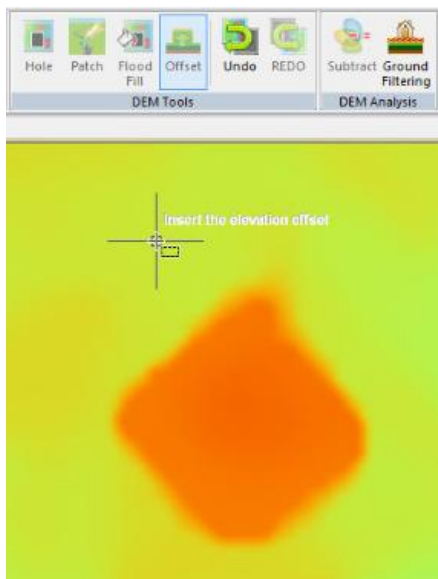 Hole Patch Flood Fill Offset Undo REDO Subtract Ground Filtering
DEM Tools DEM Analysis
Insert the elevation offset